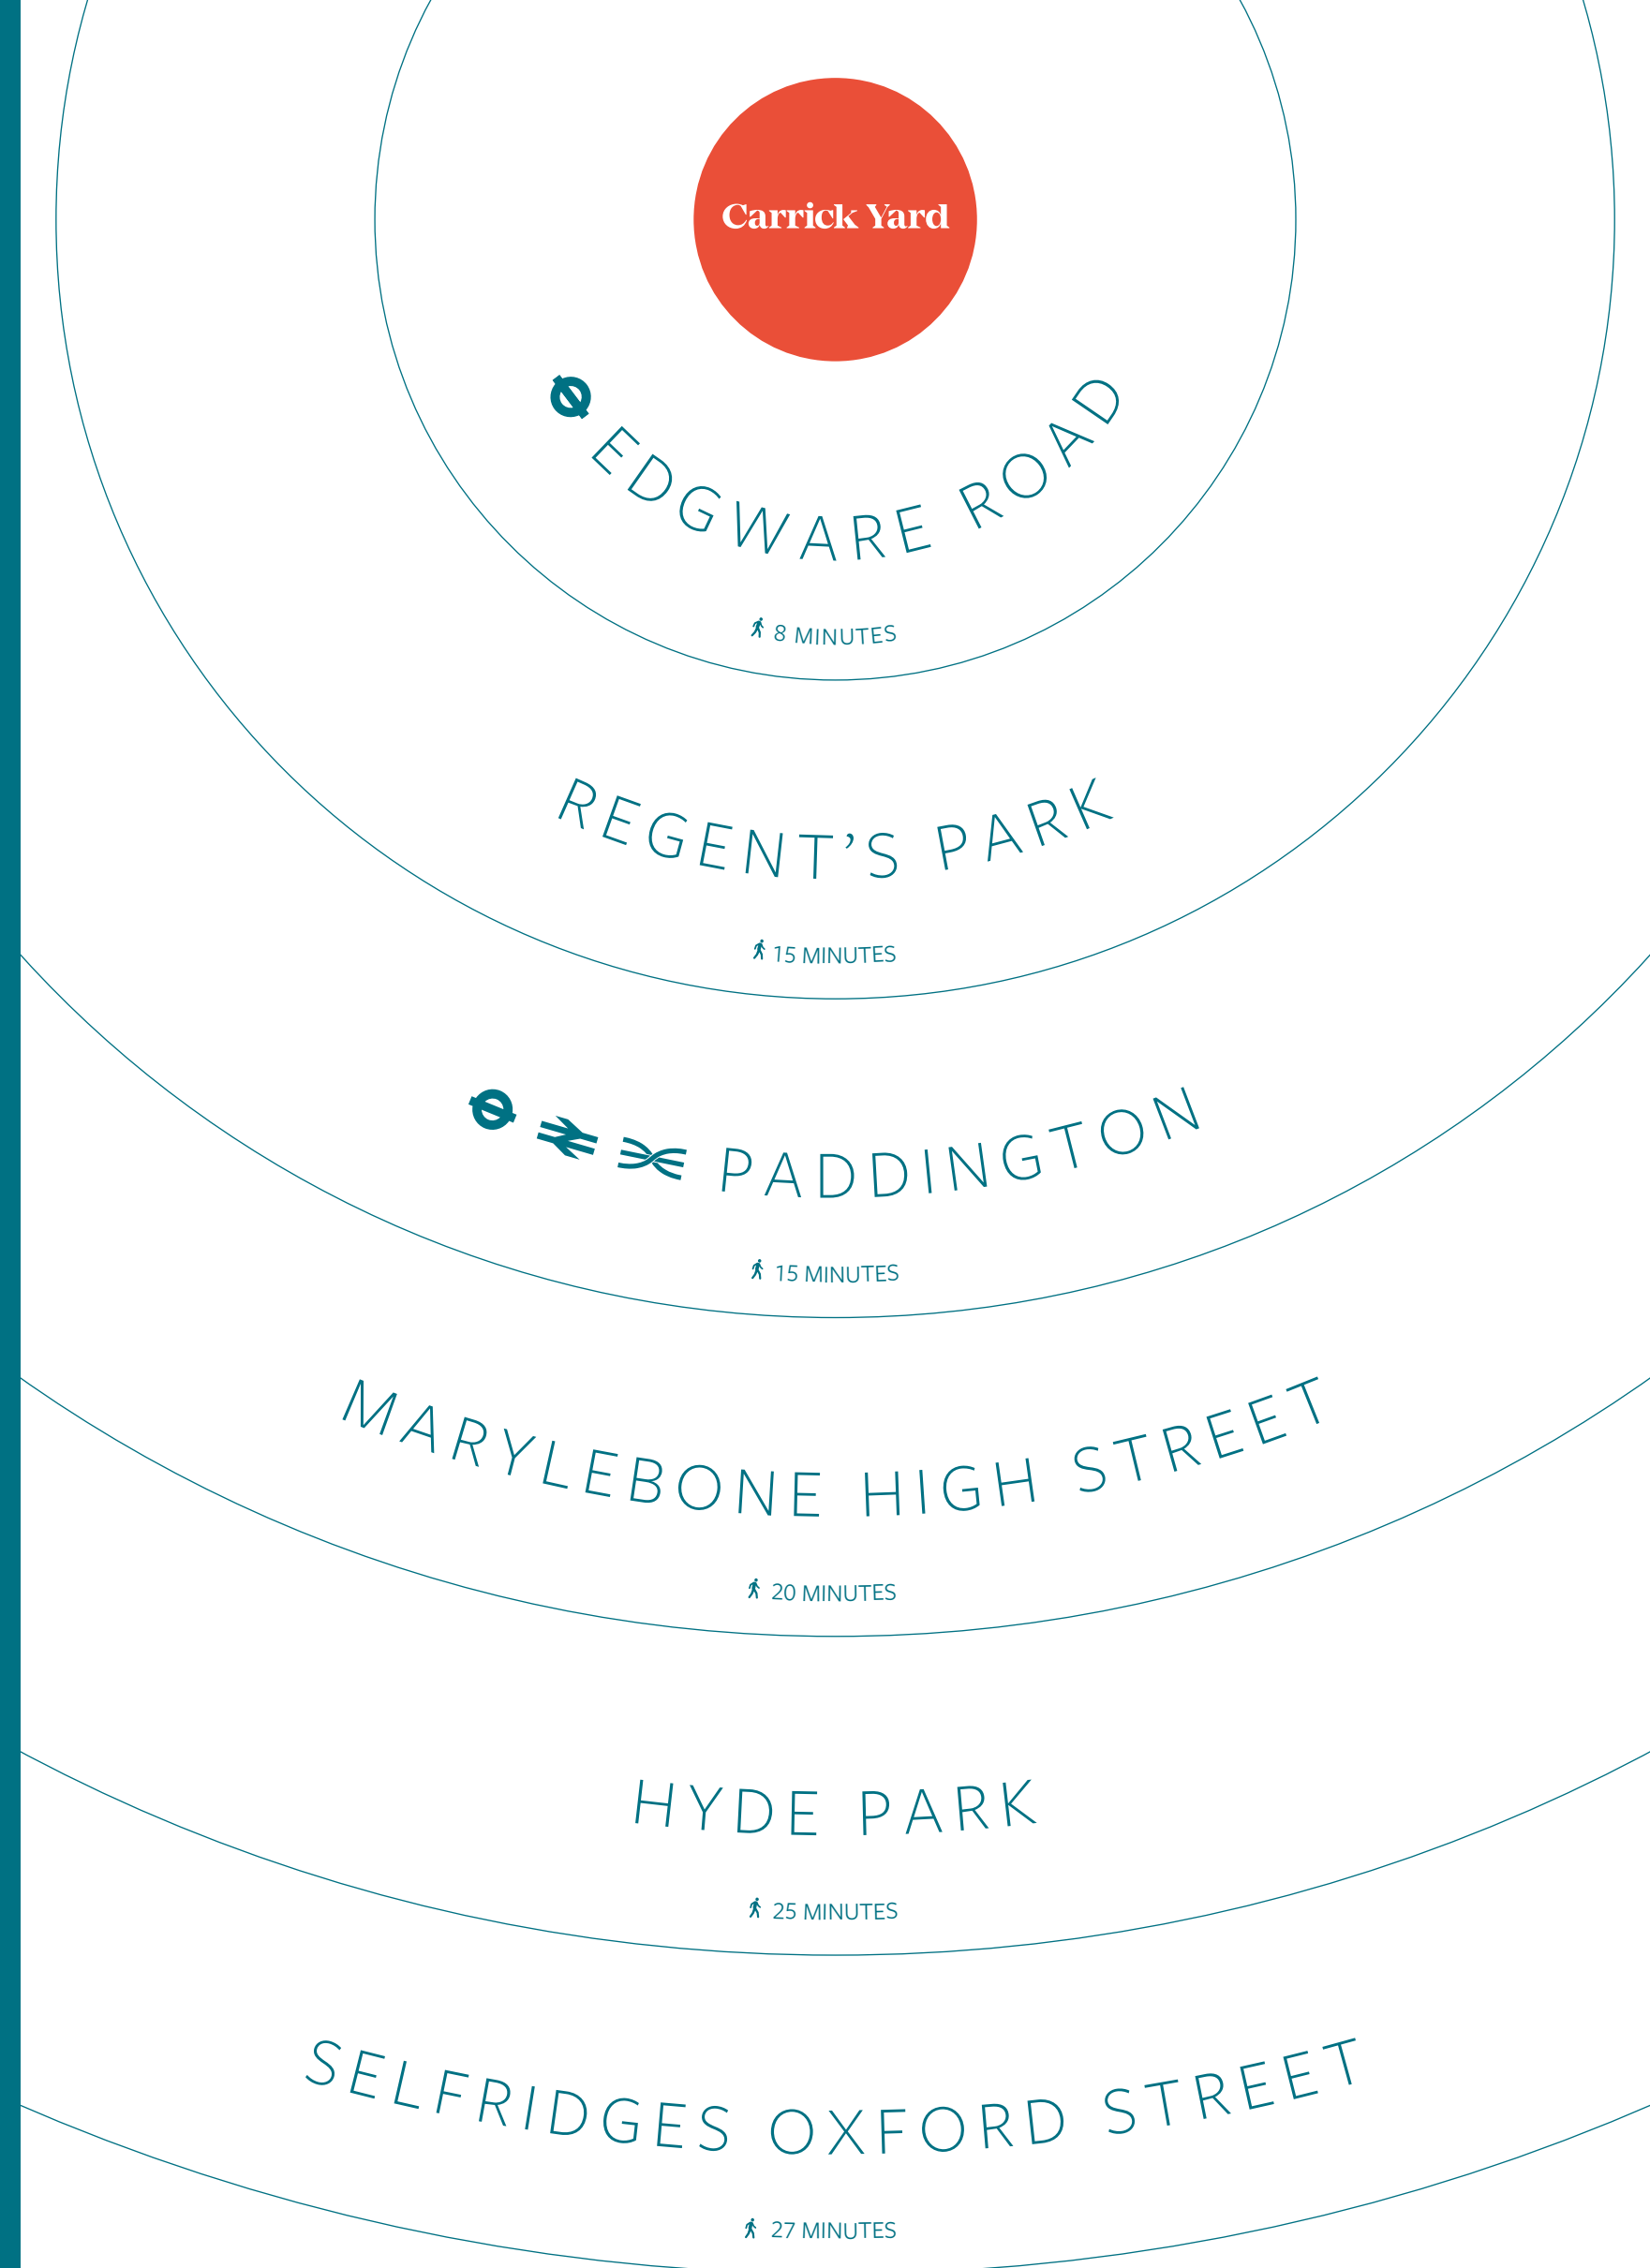 Carrick Yard
EDGWARE ROAD
8 MINUTES
REGENT’S PARK
15 MINUTES
PADDINGTON
15 MINUTES
MARYLEBONE HIGH STREET
20 MINUTES
HYDE PARK
25 MINUTES
SELFRIDGES OXFORD STREET
27 MINUTES